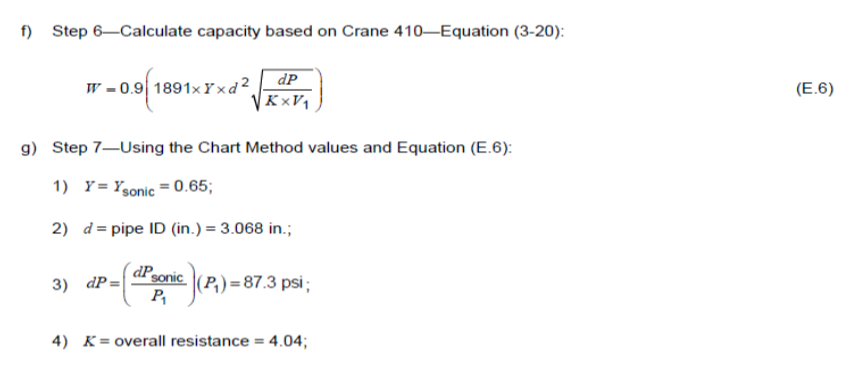 f) Step 6—Calculate capacity based on Crane 410—Equation (3-20):
W = 0.9(1891×Y×d²√(dP/(K×V₁))) (E.6)
g) Step 7—Using the Chart Method values and Equation (E.6):
1) Y = Ysonic = 0.65;
2) d = pipe ID (in.) = 3.068 in.;
3) dP = (dPsonic/P₁)(P₁) = 87.3 psi;
4) K = overall resistance = 4.04;